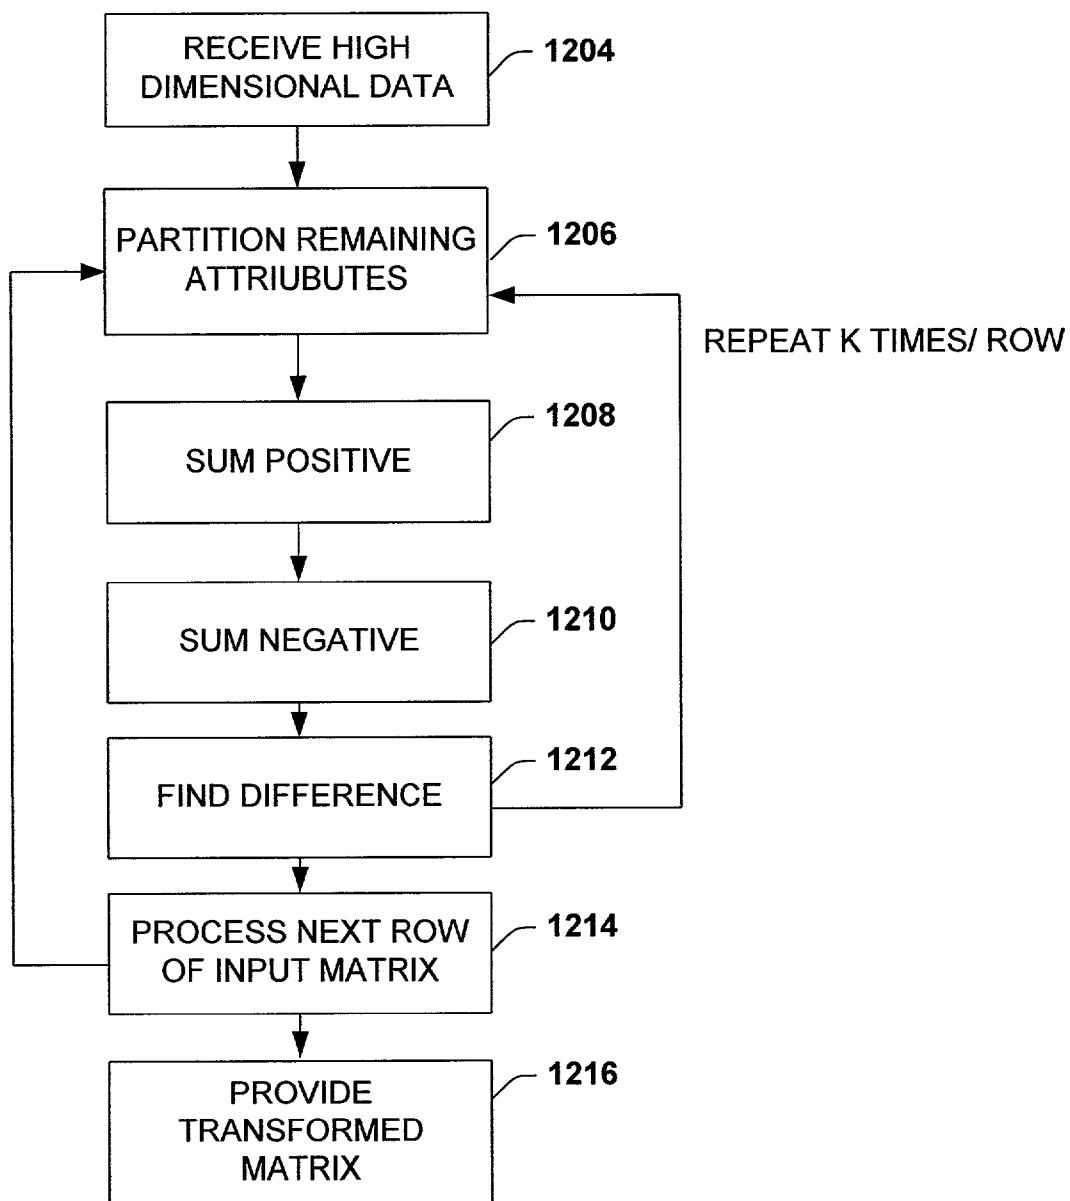 RECEIVE HIGH
DIMENSIONAL DATA
1204
PARTITION REMAINING
ATTRIUBUTES
1206
REPEAT K TIMES/ ROW
SUM POSITIVE
1208
SUM NEGATIVE
1210
FIND DIFFERENCE
1212
PROCESS NEXT ROW
OF INPUT MATRIX
1214
PROVIDE
TRANSFORMED
MATRIX
1216